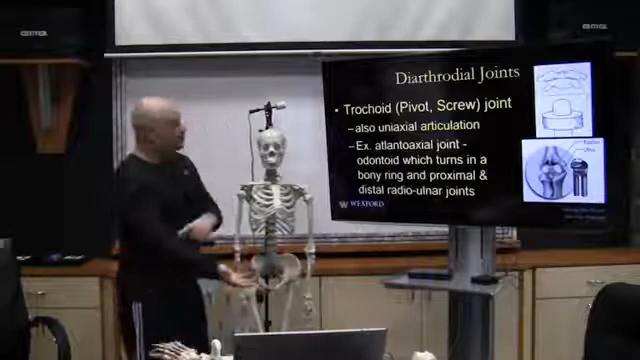 Diarthrodial Joints
• Trochoid (Pivot, Screw) joint
–also uniaxial articulation
–Ex. atlantoaxial joint -
odontoid which turns in a
bony ring and proximal &
distal radio-ulnar joints
WEXFORD